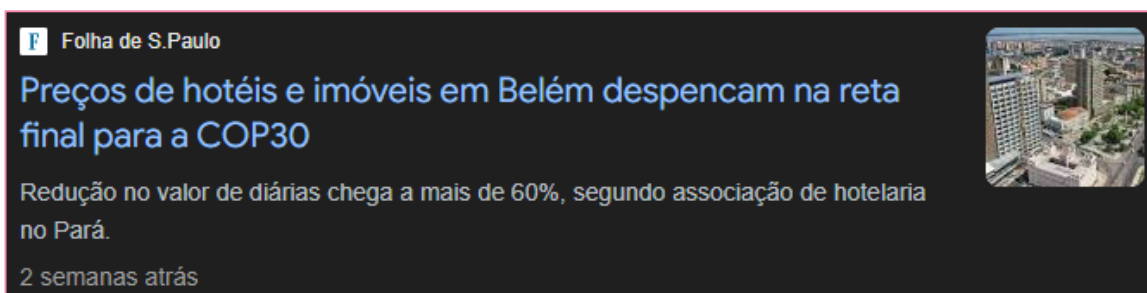 F Folha de S.Paulo
Preços de hotéis e imóveis em Belém despencam na reta
final para a COP30
Redução no valor de diárias chega a mais de 60%, segundo associação de hotelaria
no Pará.
2 semanas atrás